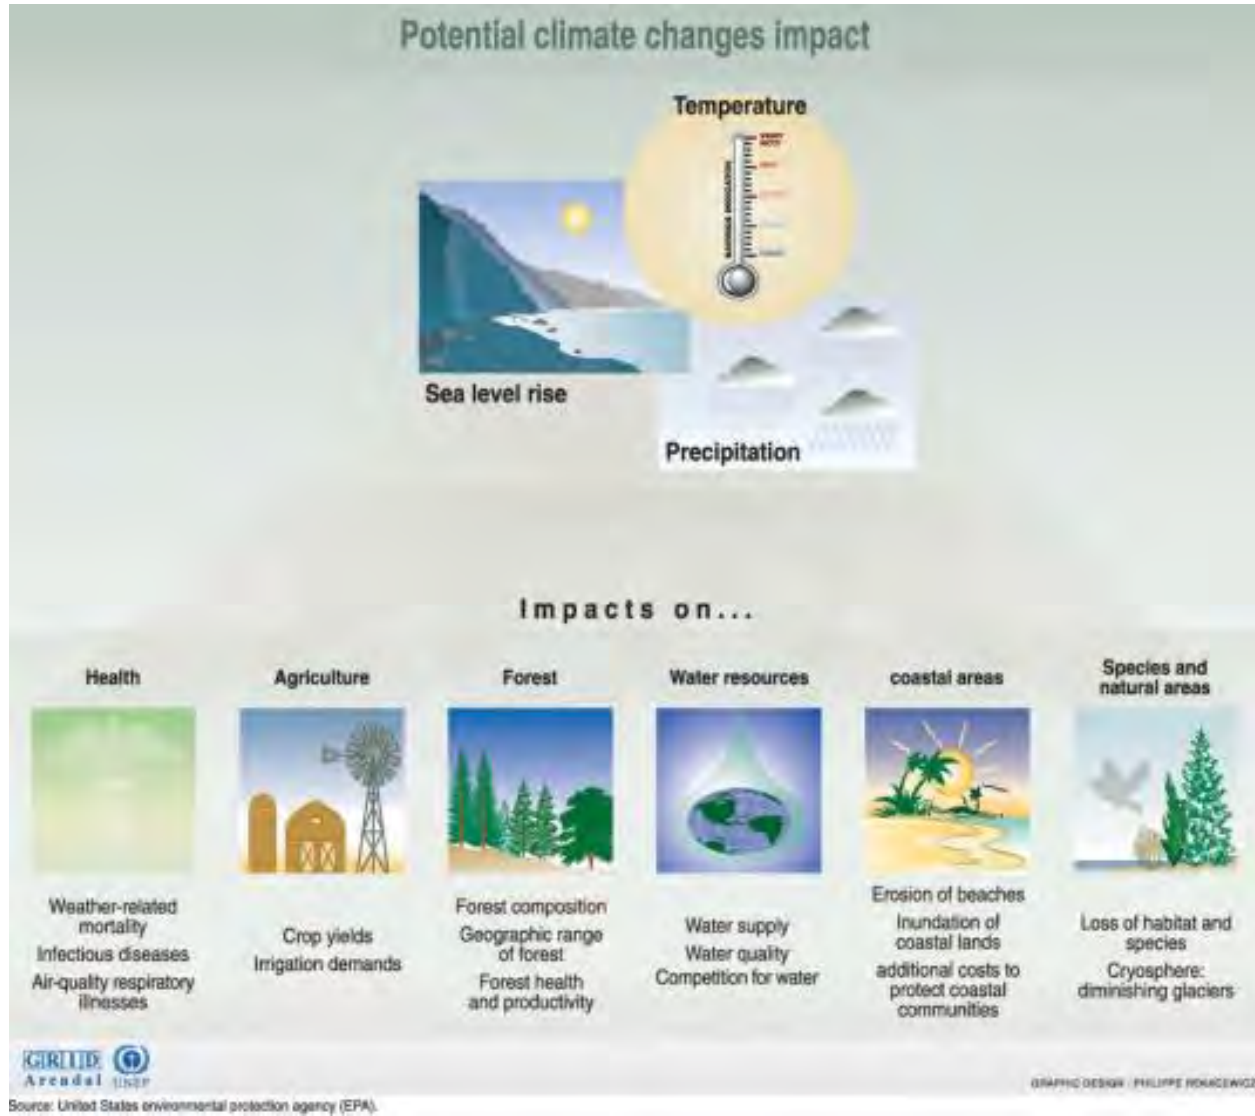 Potential climate changes impact
Temperature
Sea level rise
Precipitation
Impacts on...
Health
Agriculture
Forest
Water resources
coastal areas
Species and
natural areas
Weather-related
mortality
Infectious diseases
Air-quality respiratory
illnesses
Crop yields
Irrigation demands
Forest composition
Geographic range
of forest
Forest health
and productivity
Water supply
Water quality
Competition for water
Erosion of beaches
Inundation of
coastal lands
additional costs to
protect coastal
communities
Loss of habitat and
species
Cryosphere:
diminishing glaciers
GRID
Arendal UNEP
GRAPHIC DESIGN : PHILIPPE REKACEWICZ
Source: United States environmental protection agency (EPA).